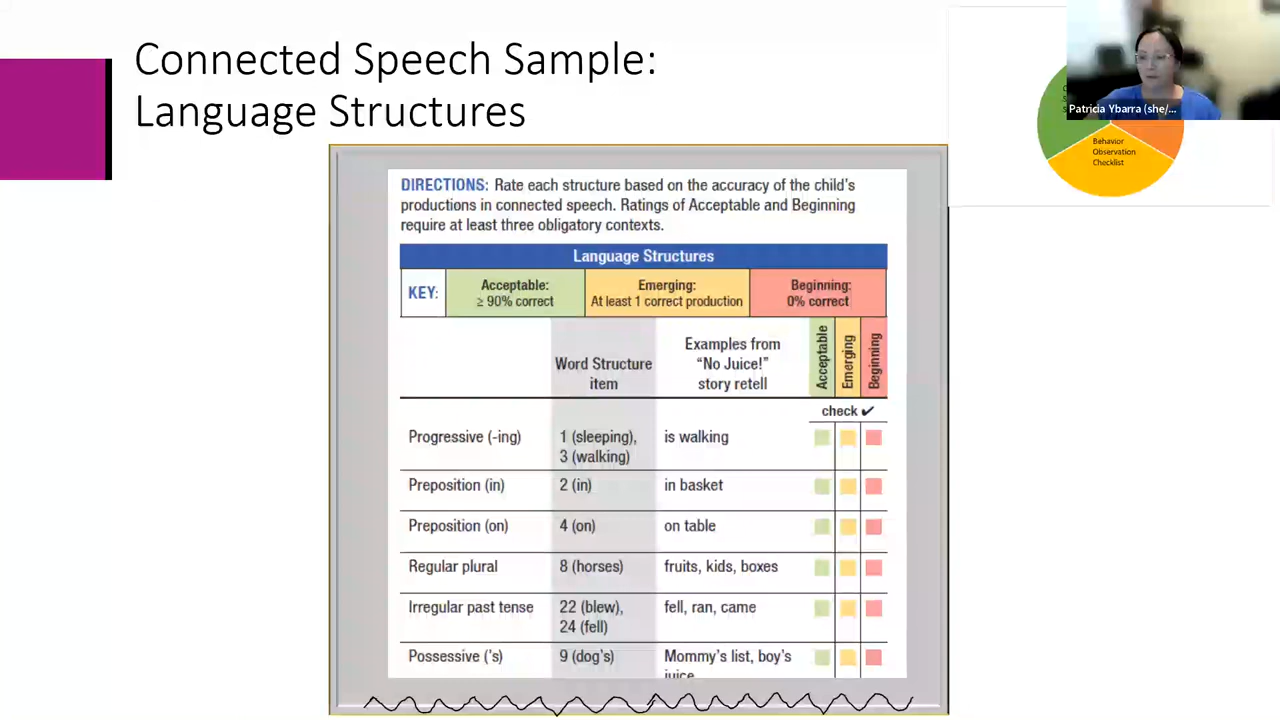 Connected Speech Sample:
Language Structures
Patricia Ybarra (she/...
Behavior
Observation
Checklist
DIRECTIONS: Rate each structure based on the accuracy of the child's
productions in connected speech. Ratings of Acceptable and Beginning
require at least three obligatory contexts.
Language Structures
KEY:
Acceptable:
≥ 90% correct
Emerging:
At least 1 correct production
Beginning:
0% correct
Word Structure
item
Examples from
“No Juice!”
story retell
Acceptable
Emerging
Beginning
check ✓
Progressive (-ing) 1 (sleeping), is walking
3 (walking)
Preposition (in) 2 (in) in basket
Preposition (on) 4 (on) on table
Regular plural 8 (horses) fruits, kids, boxes
Irregular past tense 22 (blew), fell, ran, came
24 (fell)
Possessive ('s) 9 (dog's) Mommy's list, boy's
juice